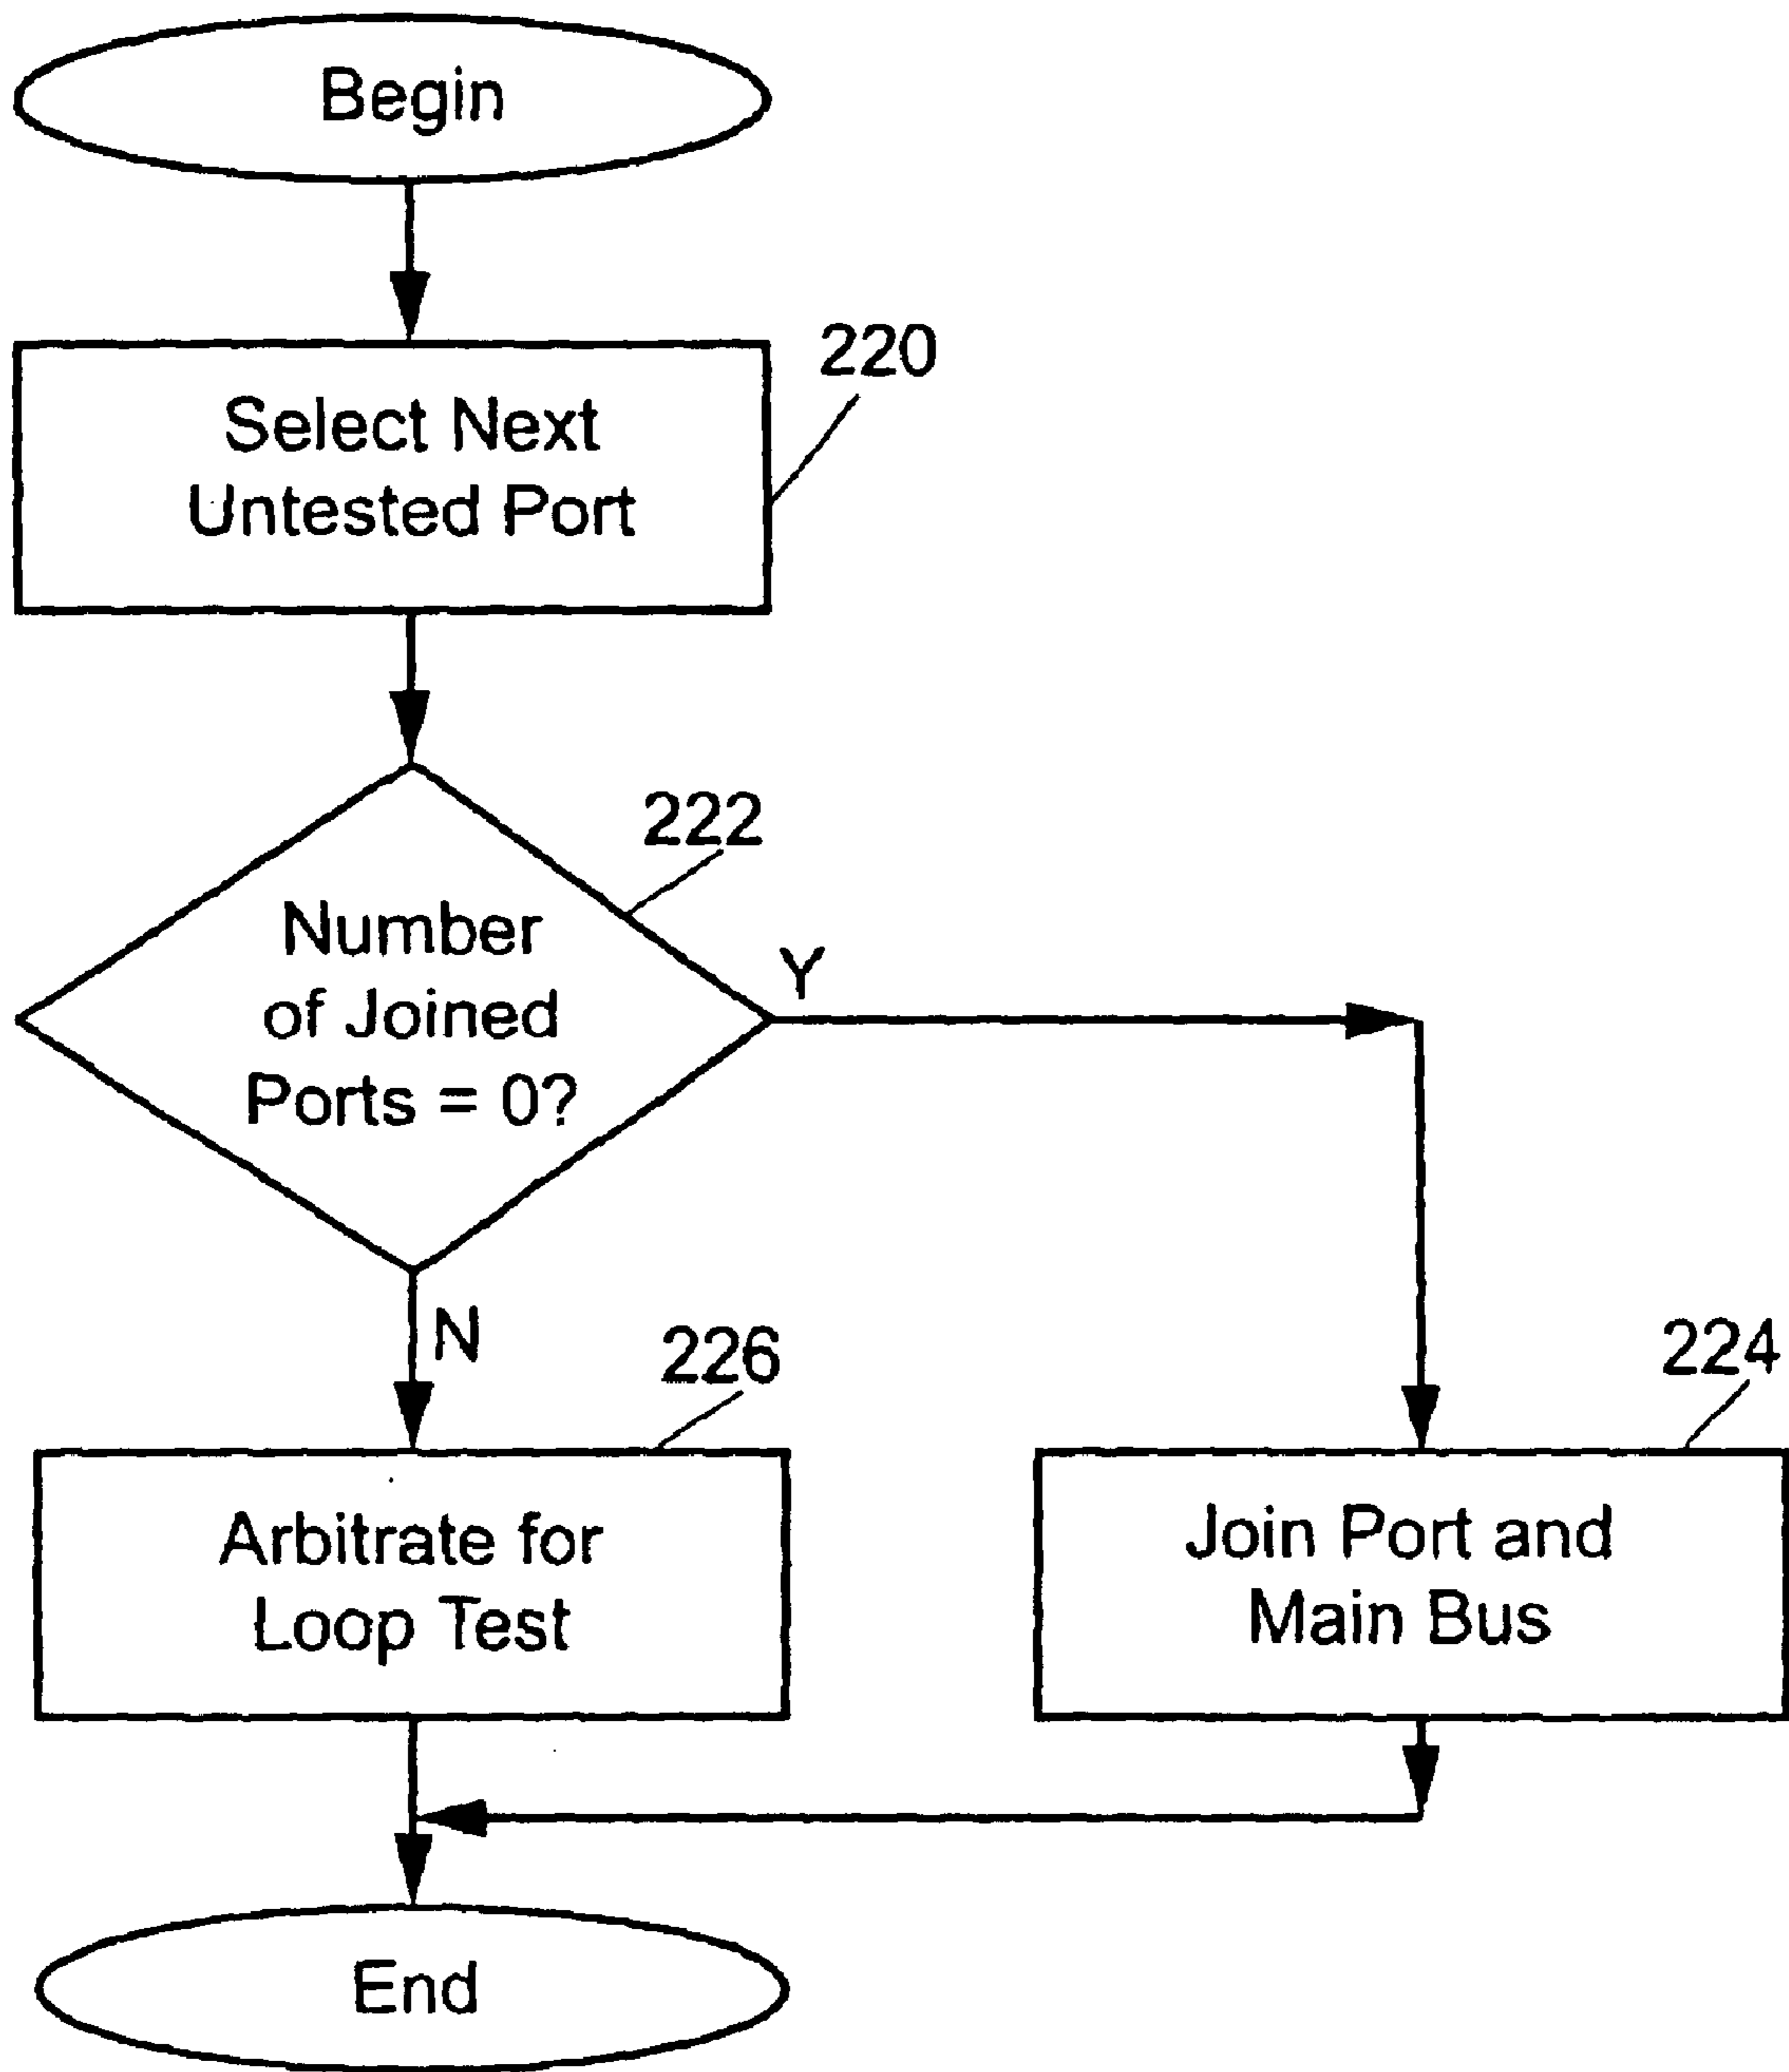 Begin
220
Select Next
Untested Port
222
Number
of Joined
Ports = 0?
Y
N
226
224
Arbitrate for
Loop Test
Join Port and
Main Bus
End